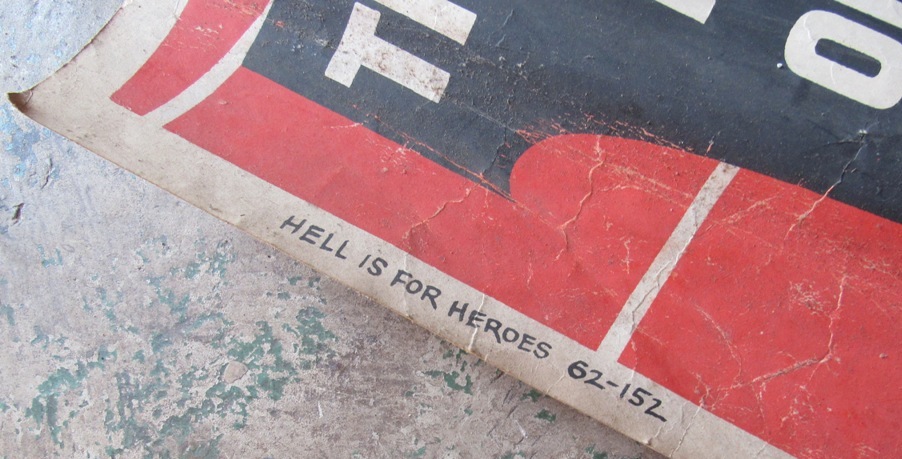 HELL IS FOR HEROES 62-152